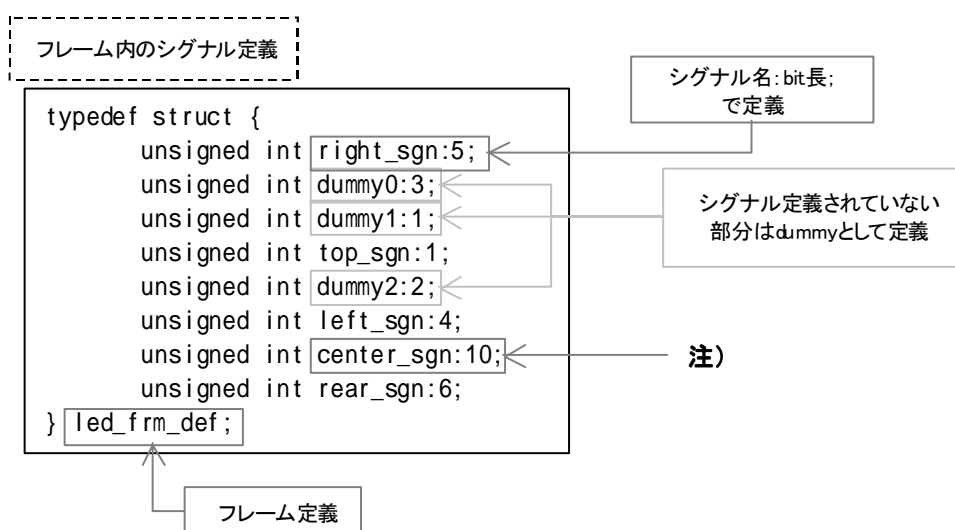 フレーム内のシグナル定義
シグナル名:bit長;
で定義
typedef struct {
unsigned int right_sgn:5;
unsigned int dummy0:3;
unsigned int dummy1:1;
unsigned int top_sgn:1;
unsigned int dummy2:2;
unsigned int left_sgn:4;
unsigned int center_sgn:10;
unsigned int rear_sgn:6;
} led_frm_def;
シグナル定義されていない
部分はdummyとして定義
注)
フレーム定義